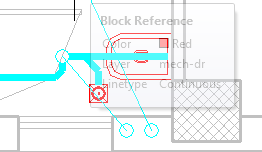 Block Reference
Color Red
Layer mech-dr
Linetype Continuous